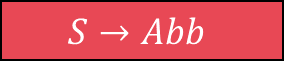 S → Abb